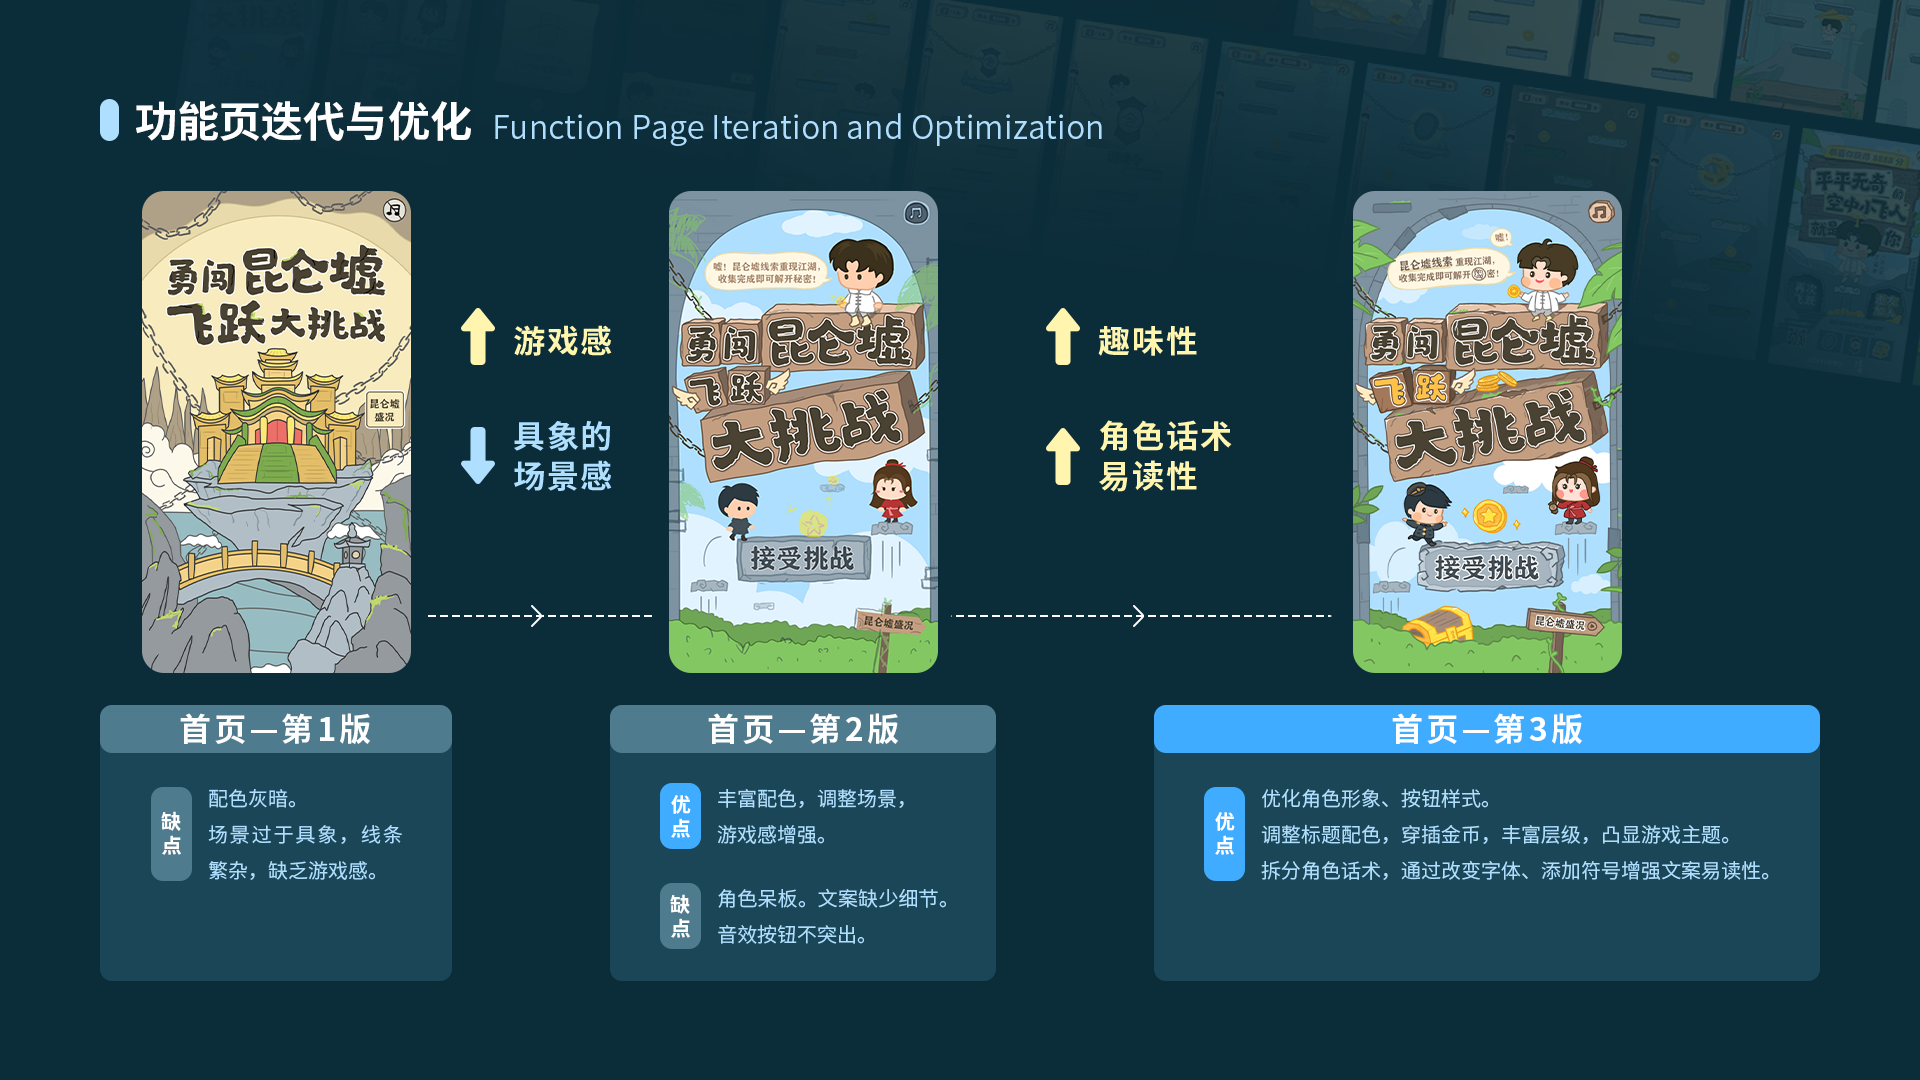 功能页迭代与优化 Function Page Iteration and Optimization
勇闯昆仑墟
飞跃大挑战
昆仑墟
盛况
游戏感
具象的
场景感
嘘！昆仑墟线索重现江湖，
收集完成即可解开秘密！
勇闯昆仑墟
飞跃
大挑战
接受挑战
昆仑墟盛况
趣味性
角色话术
易读性
嘘！
昆仑墟线索 重现江湖，
收集完成即可解开秘密！
勇闯昆仑墟
飞跃
大挑战
接受挑战
昆仑墟盛况
平平无奇的
空中小飞人
就是你
首页—第1版
缺点
配色灰暗。
场景过于具象，线条
繁杂，缺乏游戏感。
首页—第2版
优点
丰富配色，调整场景，
游戏感增强。
缺点
角色呆板。文案缺少细节。
音效按钮不突出。
首页—第3版
优点
优化角色形象、按钮样式。
调整标题配色，穿插金币，丰富层级，凸显游戏主题。
拆分角色话术，通过改变字体、添加符号增强文案易读性。